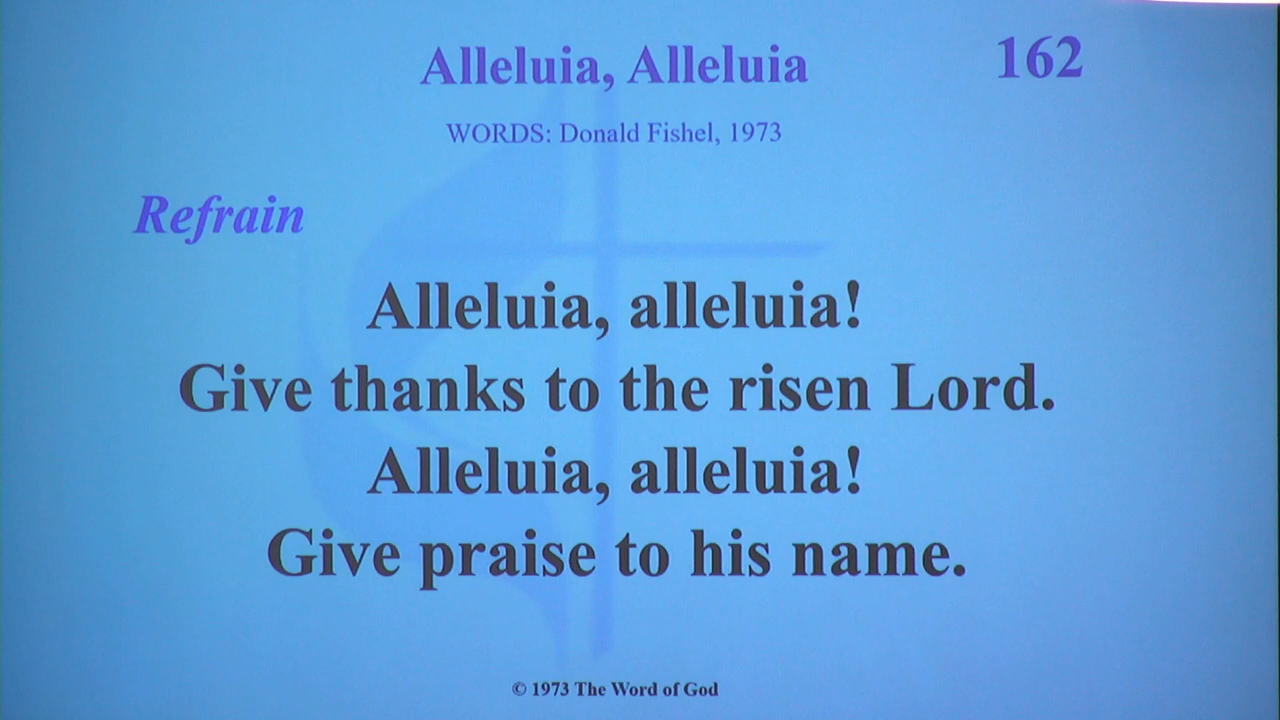 Alleluia, Alleluia
162
WORDS: Donald Fishel, 1973
Refrain
Alleluia, alleluia!
Give thanks to the risen Lord.
Alleluia, alleluia!
Give praise to his name.
© 1973 The Word of God